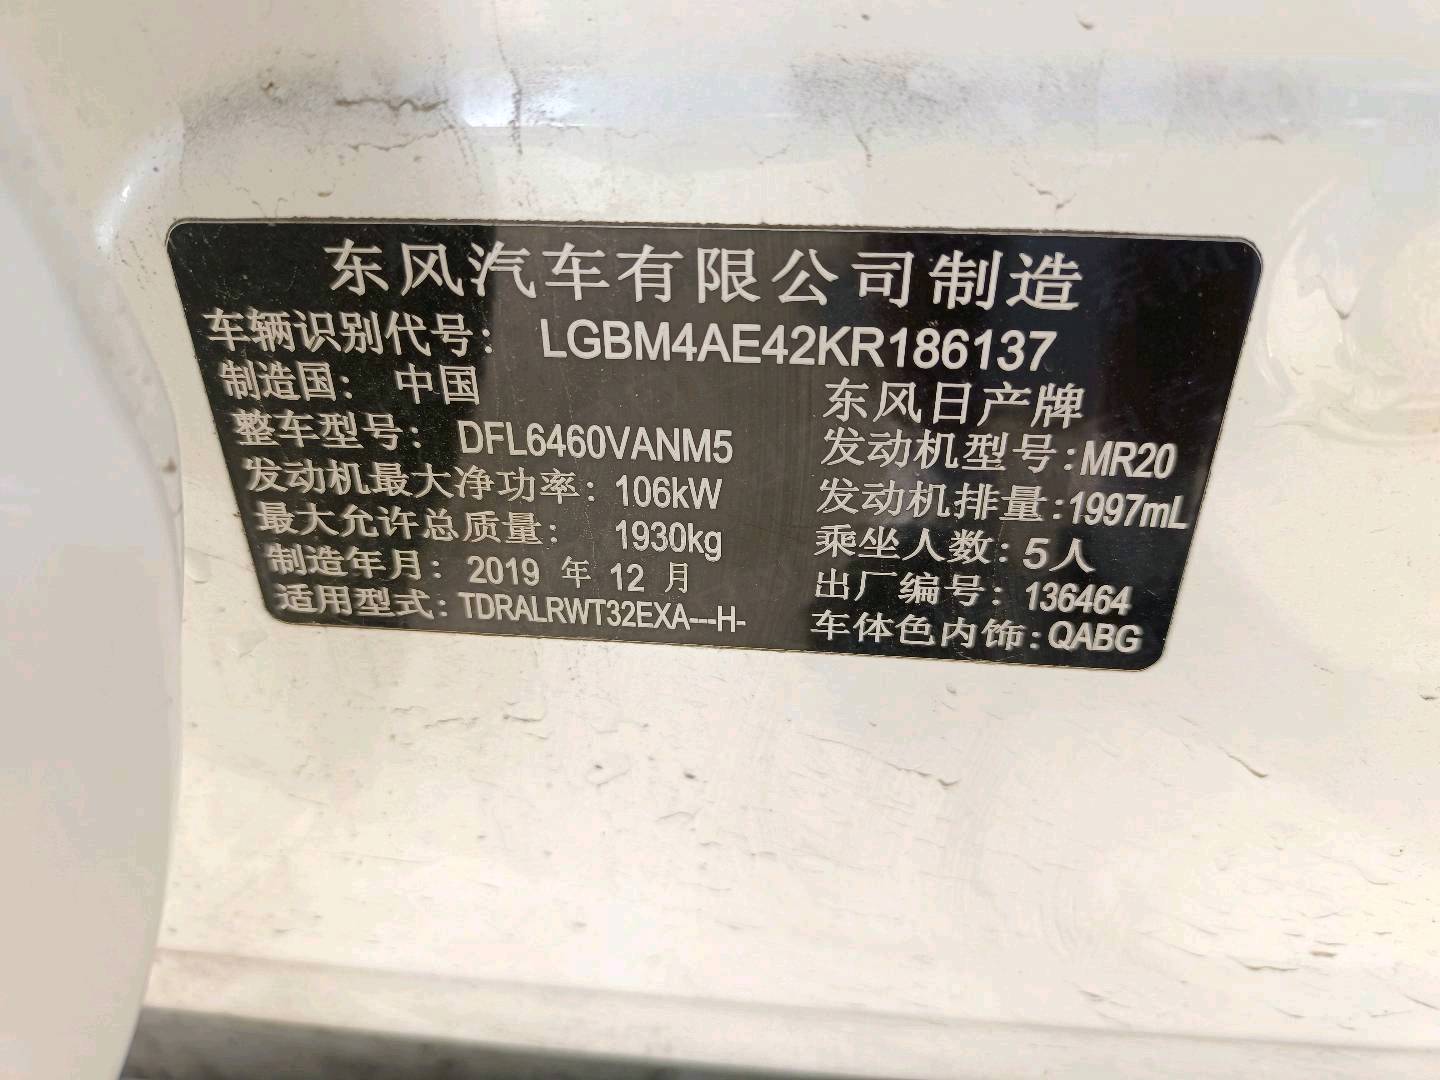 东风汽车有限公司制造
车辆识别代号：LGBM4AE42KR186137
制造国：中国 东风日产牌
整车型号：DFL6460VANM5 发动机型号：MR20
发动机最大净功率：106kW 发动机排量：1997mL
最大允许总质量：1930kg 乘坐人数：5人
制造年月：2019 年 12 月 出厂编号：136464
适用型式：TDRALRWT32EXA---H- 车体色内饰：QABG